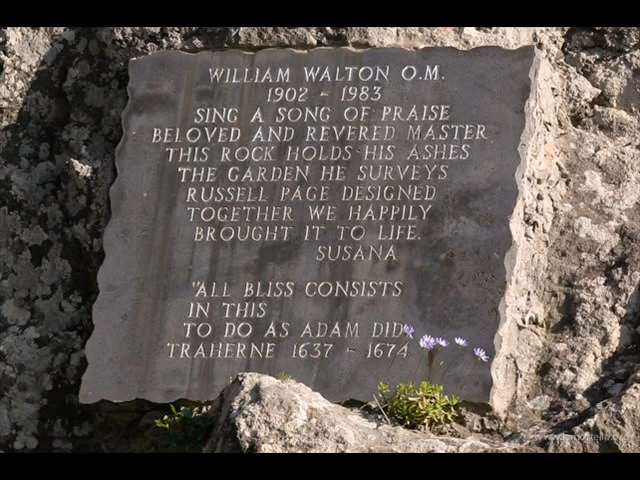 WILLIAM WALTON O.M.
1902 - 1983
SING A SONG OF PRAISE
BELOVED AND REVERED MASTER
THIS ROCK HOLDS HIS ASHES
THE GARDEN HE SURVEYS
RUSSELL PAGE DESIGNED
TOGETHER WE HAPPILY
BROUGHT IT TO LIFE.
SUSANA
"ALL BLISS CONSISTS
IN THIS
TO DO AS ADAM DID
TRAHERNE 1637 - 1674